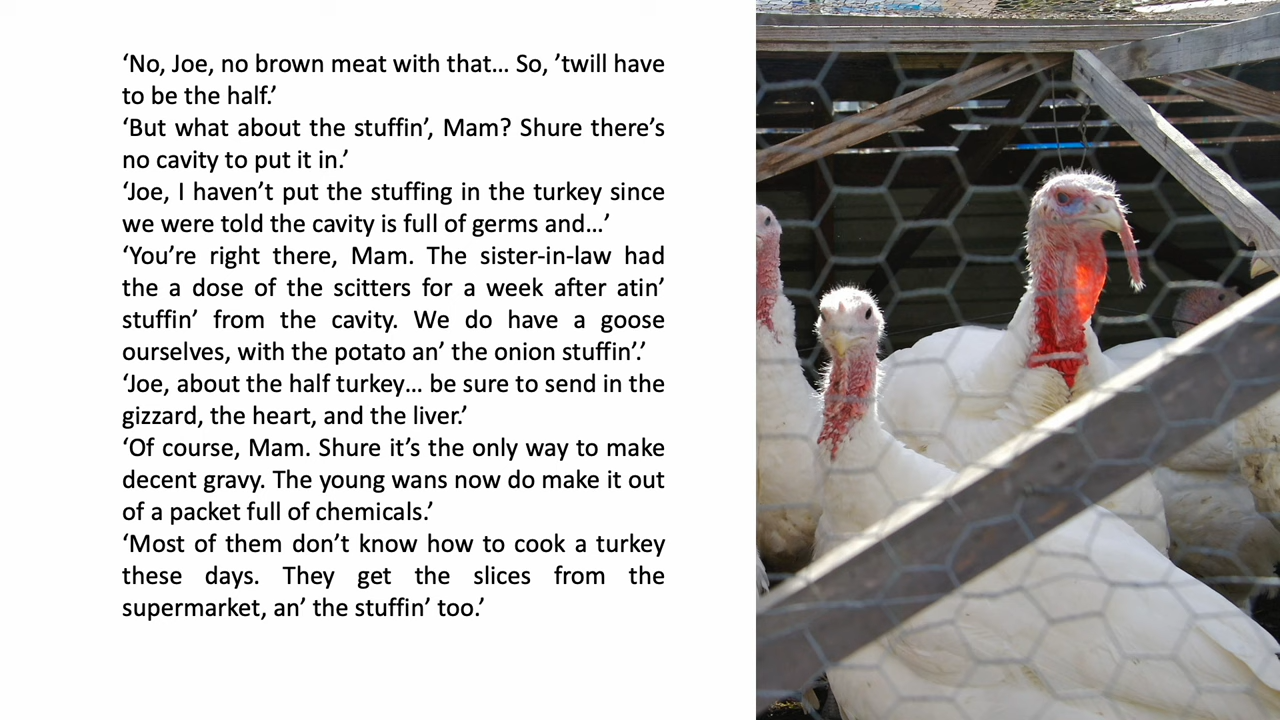 ‘No, Joe, no brown meat with that… So, ’twill have
to be the half.’
‘But what about the stuffin’, Mam? Shure there’s
no cavity to put it in.’
‘Joe, I haven’t put the stuffing in the turkey since
we were told the cavity is full of germs and…’
‘You’re right there, Mam. The sister-in-law had
the a dose of the scitters for a week after atin’
stuffin’ from the cavity. We do have a goose
ourselves, with the potato an’ the onion stuffin’.’
‘Joe, about the half turkey… be sure to send in the
gizzard, the heart, and the liver.’
‘Of course, Mam. Shure it’s the only way to make
decent gravy. The young wans now do make it out
of a packet full of chemicals.’
‘Most of them don’t know how to cook a turkey
these days. They get the slices from the
supermarket, an’ the stuffin’ too.’